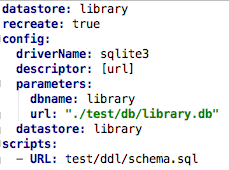 datastore: library
recreate: true
config:
  driverName: sqlite3
  descriptor: [url]
  parameters:
    dbname: library
    url: "./test/db/library.db"
  datastore: library
scripts:
  - URL: test/ddl/schema.sql